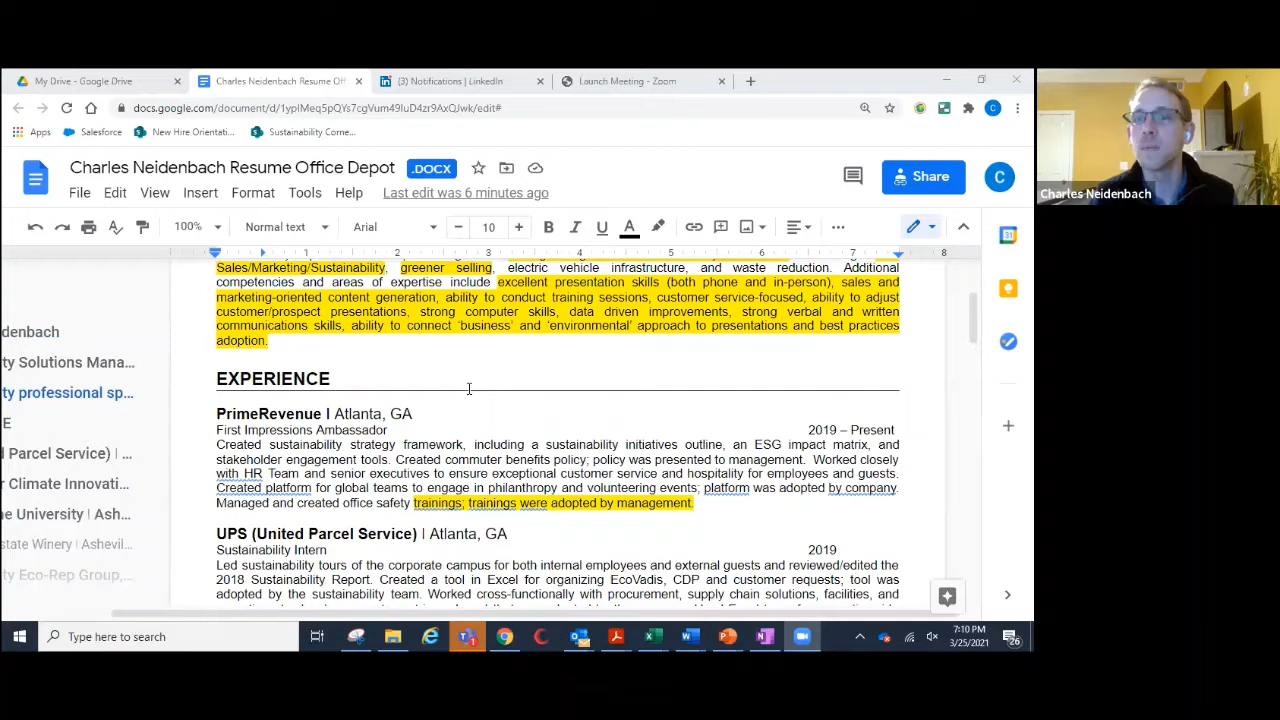 My Drive - Google Drive
Charles Neidenbach Resume Office De
(3) Notifications | LinkedIn
Launch Meeting - Zoom
docs.google.com/document/d/1yplMeq5pQYs7cgVum49IuD4zr9AxQJwk/edit#
Apps
Salesforce
New Hire Orientati...
Sustainability Corne...
Charles Neidenbach Resume Office Depot
.DOCX
Share
C
File Edit View Insert Format Tools Help Last edit was 6 minutes ago
100% Normal text Arial 10 B I U A
1 2 3 4 5 6 7 8
Sales/Marketing/Sustainability, greener selling, electric vehicle infrastructure, and waste reduction. Additional
competencies and areas of expertise include excellent presentation skills (both phone and in-person), sales and
marketing-oriented content generation, ability to conduct training sessions, customer service-focused, ability to adjust
customer/prospect presentations, strong computer skills, data driven improvements, strong verbal and written
communications skills, ability to connect ‘business’ and ‘environmental’ approach to presentations and best practices
adoption.
EXPERIENCE
PrimeRevenue I Atlanta, GA
First Impressions Ambassador 2019 – Present
Created sustainability strategy framework, including a sustainability initiatives outline, an ESG impact matrix, and
stakeholder engagement tools. Created commuter benefits policy; policy was presented to management. Worked closely
with HR Team and senior executives to ensure exceptional customer service and hospitality for employees and guests.
Created platform for global teams to engage in philanthropy and volunteering events; platform was adopted by company.
Managed and created office safety trainings; trainings were adopted by management.
UPS (United Parcel Service) I Atlanta, GA
Sustainability Intern 2019
Led sustainability tours of the corporate campus for both internal employees and external guests and reviewed/edited the
2018 Sustainability Report. Created a tool in Excel for organizing EcoVadis, CDP and customer requests; tool was
adopted by the sustainability team. Worked cross-functionally with procurement, supply chain solutions, facilities, and
denbach
ty Solutions Mana...
ty professional sp...
E
d Parcel Service) ...
r Climate Innovati...
ne University | Ash...
state Winery | Ashevil...
ty Eco-Rep Group,...
Type here to search
7:10 PM
3/25/2021
26
Charles Neidenbach